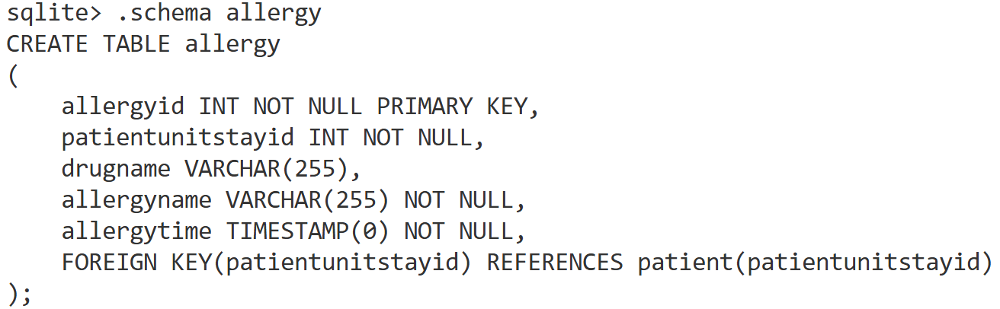 sqlite> .schema allergy
CREATE TABLE allergy
(
    allergyid INT NOT NULL PRIMARY KEY,
    patientunitstayid INT NOT NULL,
    drugname VARCHAR(255),
    allergyname VARCHAR(255) NOT NULL,
    allergytime TIMESTAMP(0) NOT NULL,
    FOREIGN KEY(patientunitstayid) REFERENCES patient(patientunitstayid)
);